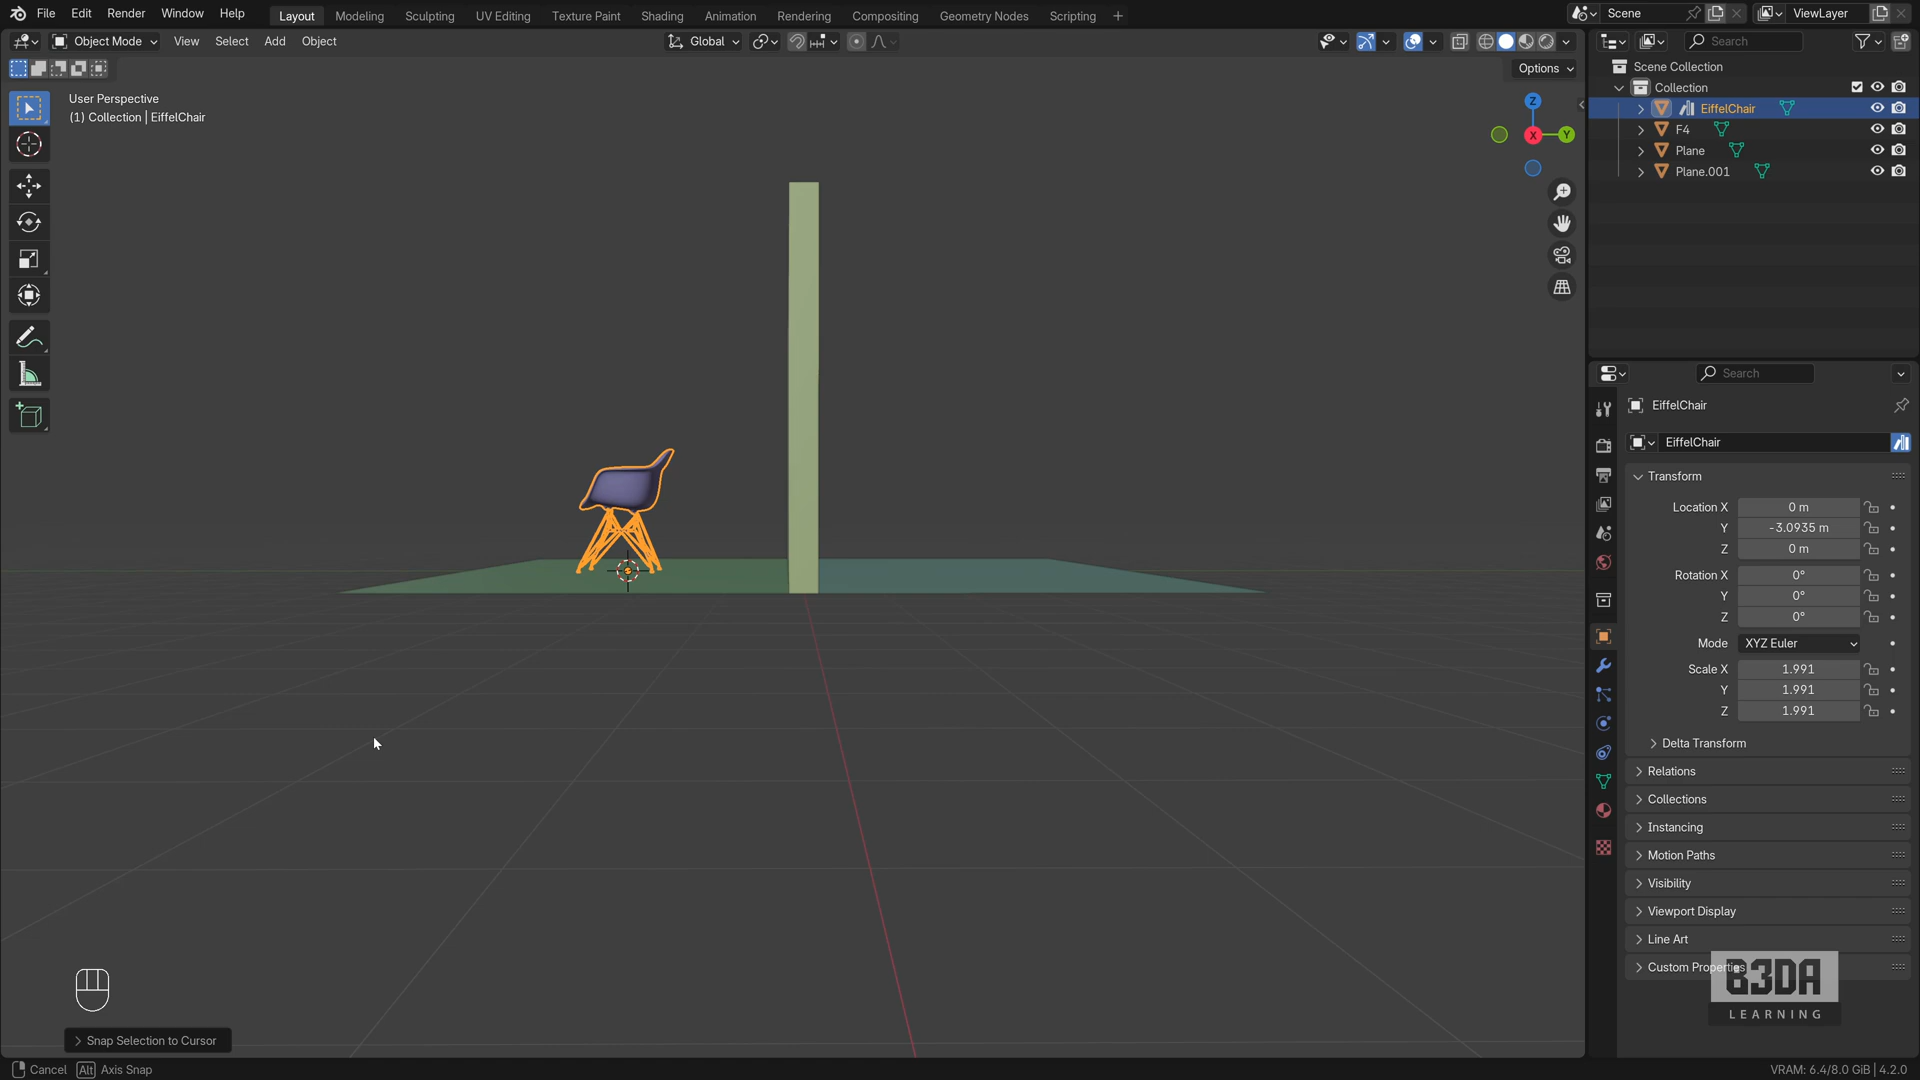 File Edit Render Window Help Layout Modeling Sculpting UV Editing Texture Paint Shading Animation Rendering Compositing Geometry Nodes Scripting + Scene ViewLayer
Object Mode View Select Add Object Global Search
Options
User Perspective
(1) Collection | EiffelChair
Z
X
Y
Scene Collection
Collection
EiffelChair
F4
Plane
Plane.001
Search
EiffelChair
EiffelChair
Transform
Location X 0 m
Y -3.0935 m
Z 0 m
Rotation X 0°
Y 0°
Z 0°
Mode XYZ Euler
Scale X 1.991
Y 1.991
Z 1.991
Delta Transform
Relations
Collections
Instancing
Motion Paths
Visibility
Viewport Display
Line Art
Custom Properties
B3DA
LEARNING
Snap Selection to Cursor
Cancel Alt Axis Snap VRAM: 6.4/8.0 GiB | 4.2.0